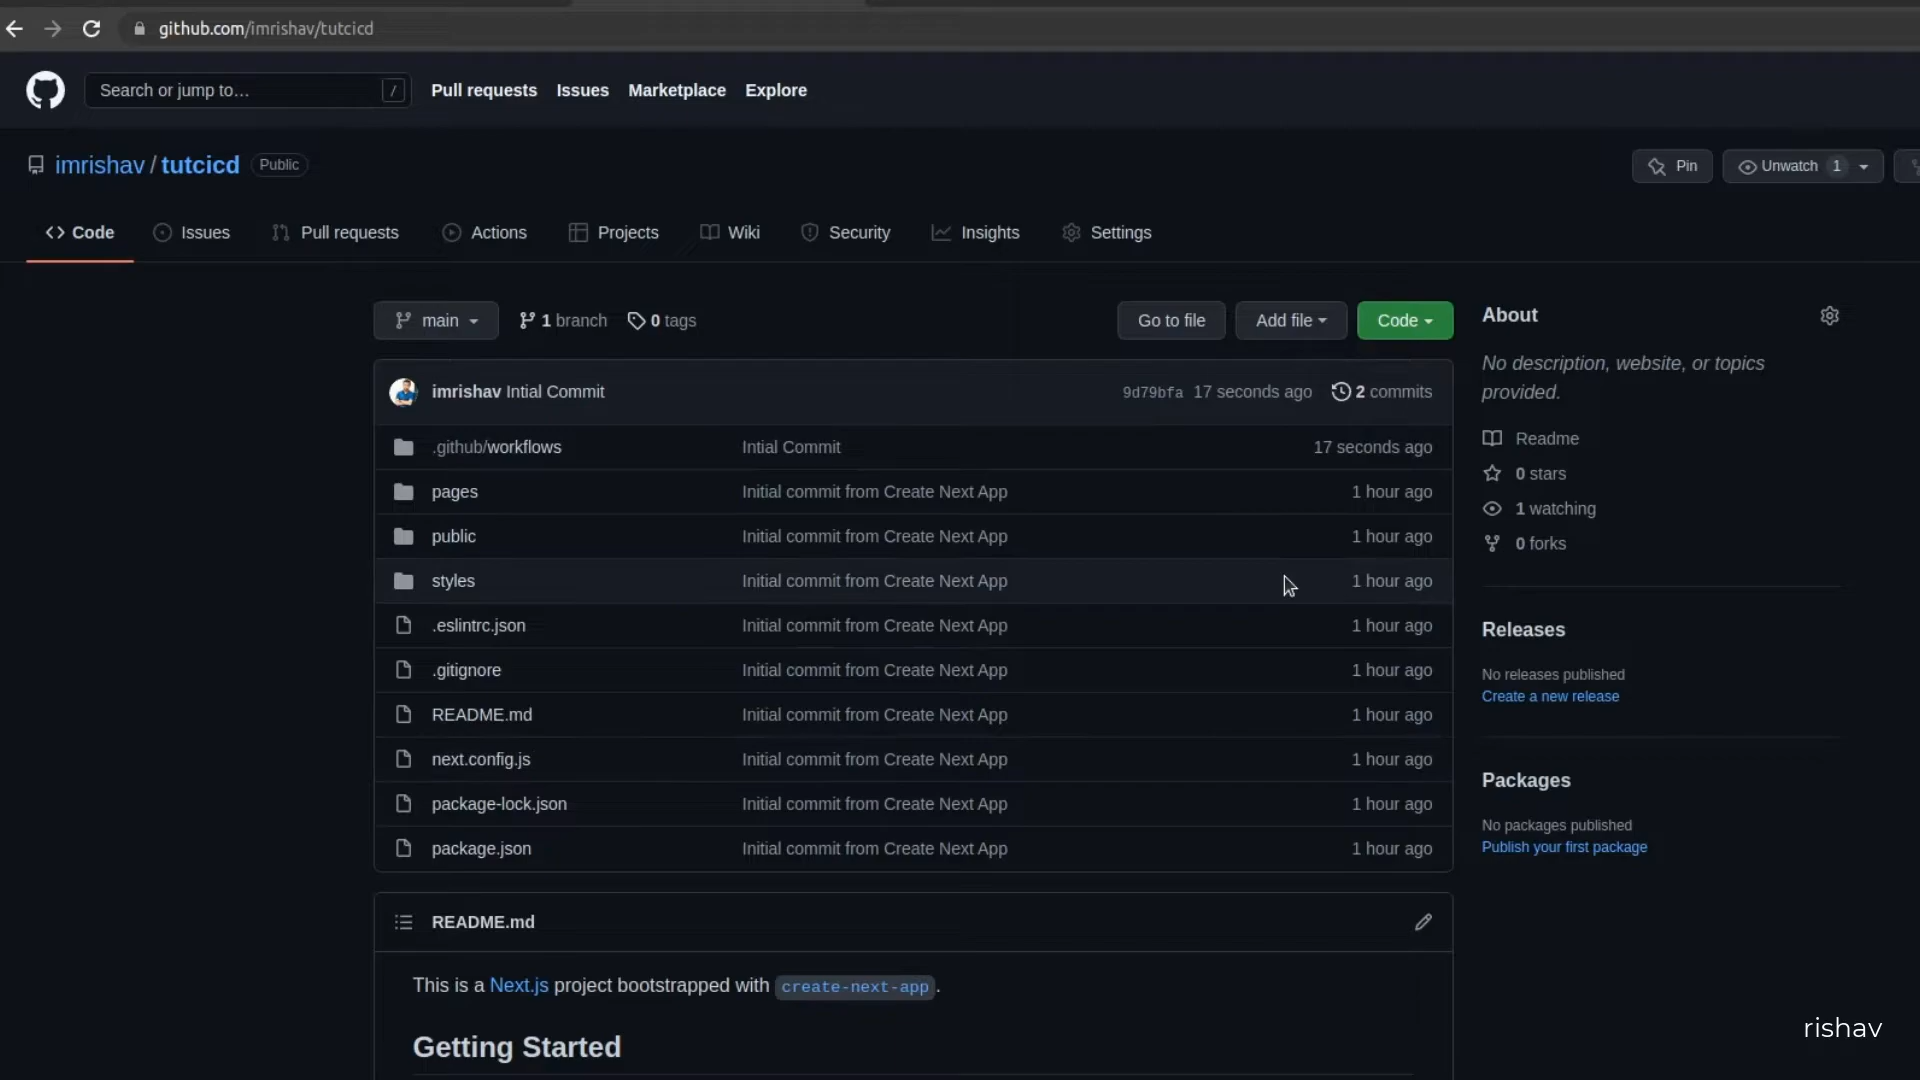 github.com/imrishav/tutcicd
Search or jump to… /
Pull requests Issues Marketplace Explore
imrishav / tutcicd Public
Pin Unwatch 1
Code Issues Pull requests Actions Projects Wiki Security Insights Settings
main 1 branch 0 tags Go to file Add file Code
imrishav Intial Commit 9d79bfa 17 seconds ago 2 commits
.github/workflows Intial Commit 17 seconds ago
pages Initial commit from Create Next App 1 hour ago
public Initial commit from Create Next App 1 hour ago
styles Initial commit from Create Next App 1 hour ago
.eslintrc.json Initial commit from Create Next App 1 hour ago
.gitignore Initial commit from Create Next App 1 hour ago
README.md Initial commit from Create Next App 1 hour ago
next.config.js Initial commit from Create Next App 1 hour ago
package-lock.json Initial commit from Create Next App 1 hour ago
package.json Initial commit from Create Next App 1 hour ago
README.md
This is a Next.js project bootstrapped with create-next-app.
Getting Started
About
No description, website, or topics
provided.
Readme
0 stars
1 watching
0 forks
Releases
No releases published
Create a new release
Packages
No packages published
Publish your first package
rishav